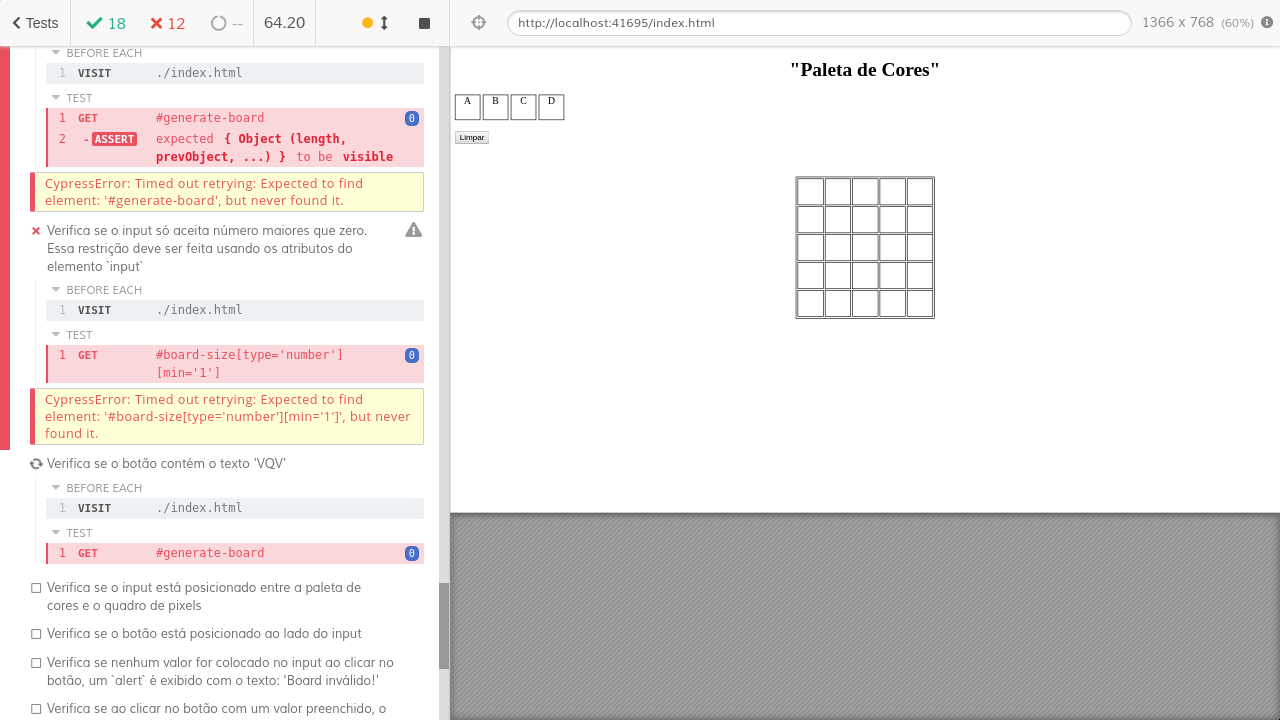 Tests 18 12 -- 64.20
BEFORE EACH
1 VISIT ./index.html
TEST
1 GET #generate-board 0
2 -ASSERT expected { Object (length,
prevObject, ...) } to be visible
CypressError: Timed out retrying: Expected to find
element: '#generate-board', but never found it.
Verifica se o input só aceita número maiores que zero.
Essa restrição deve ser feita usando os atributos do
elemento `input`
BEFORE EACH
1 VISIT ./index.html
TEST
1 GET #board-size[type='number'] 0
[min='1']
CypressError: Timed out retrying: Expected to find
element: '#board-size[type='number'][min='1']', but never
found it.
Verifica se o botão contém o texto 'VQV'
BEFORE EACH
1 VISIT ./index.html
TEST
1 GET #generate-board 0
Verifica se o input está posicionado entre a paleta de
cores e o quadro de pixels
Verifica se o botão está posicionado ao lado do input
Verifica se nenhum valor for colocado no input ao clicar no
botão, um `alert` é exibido com o texto: 'Board inválido!'
Verifica se ao clicar no botão com um valor preenchido, o
http://localhost:41695/index.html 1366 x 768 (60%)
"Paleta de Cores"
A B C D
Limpar